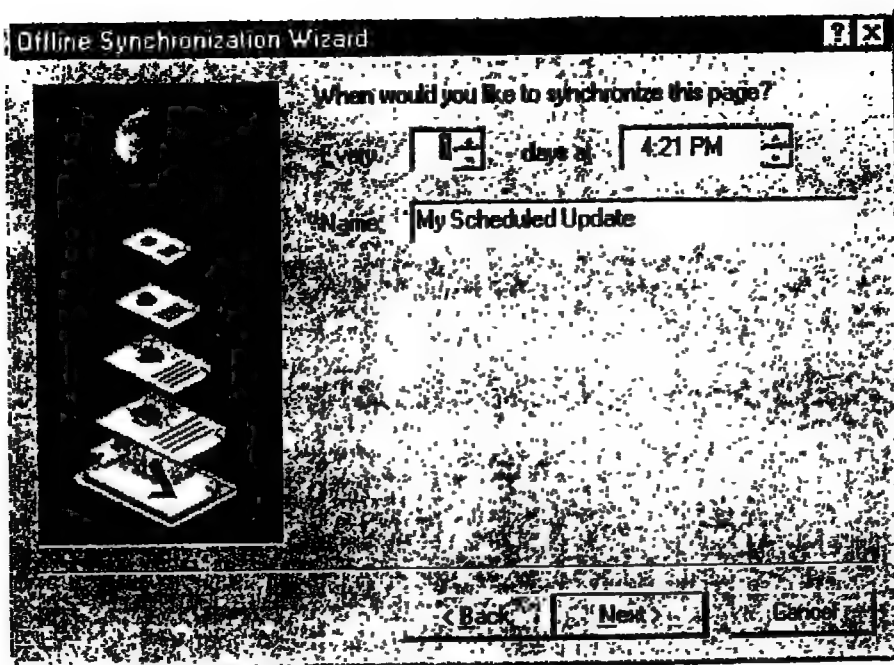 Offline Synchronization Wizard
When would you like to synchronize this page?
Every 1 days at 4:21 PM
Name: My Scheduled Update
< Back Next > Cancel